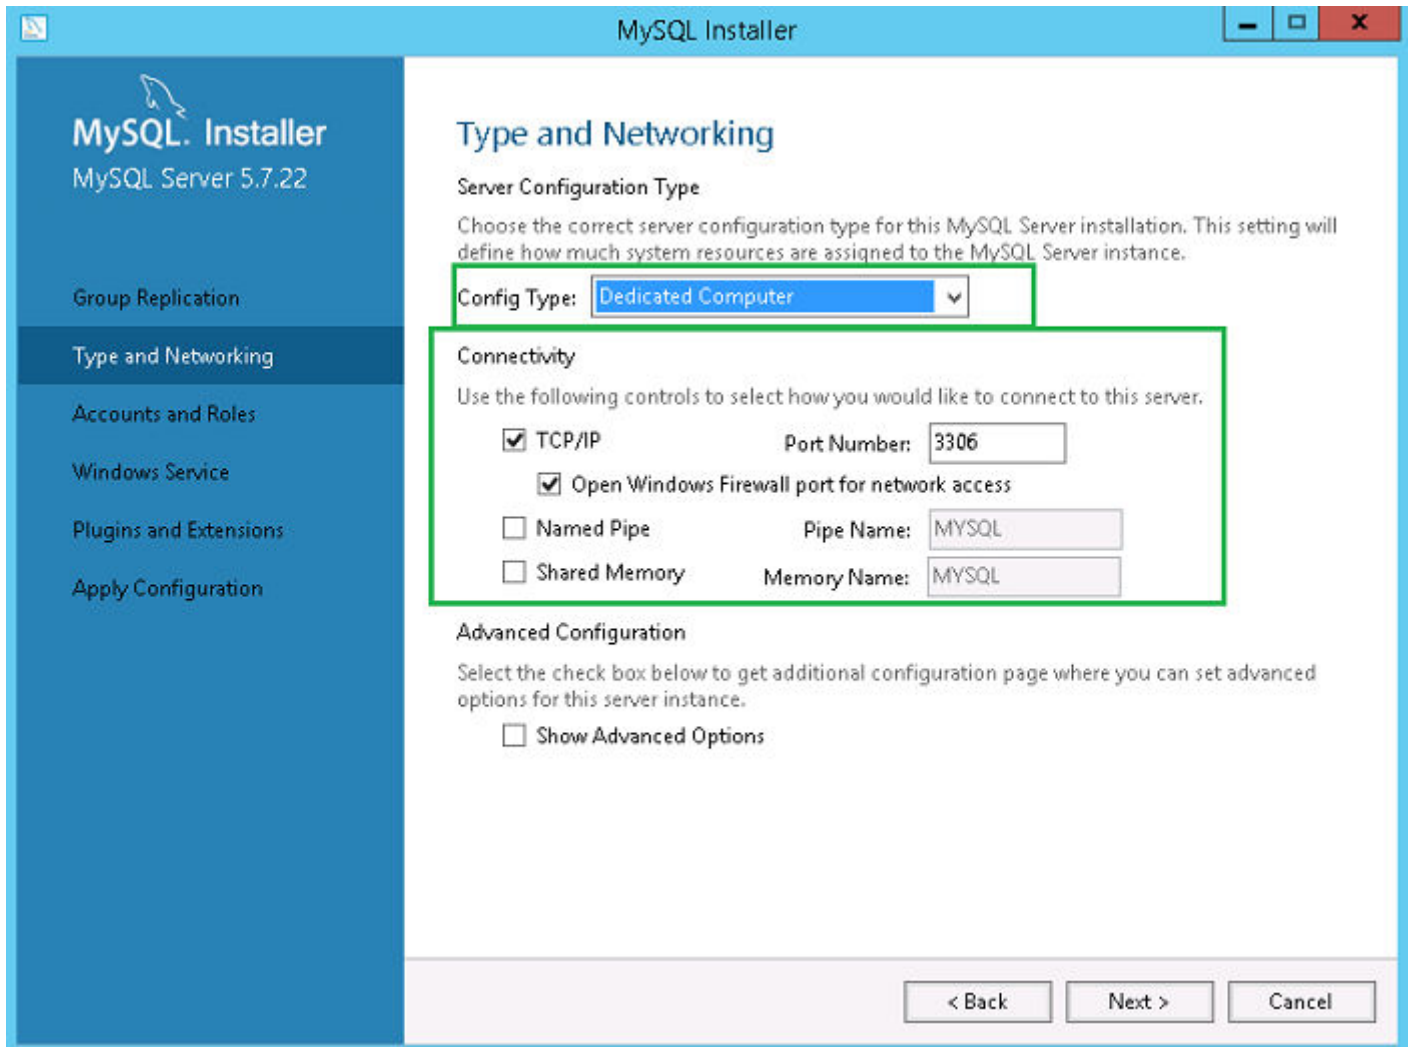 MySQL Installer
MySQL. Installer
MySQL Server 5.7.22
Group Replication
Type and Networking
Accounts and Roles
Windows Service
Plugins and Extensions
Apply Configuration
Type and Networking
Server Configuration Type
Choose the correct server configuration type for this MySQL Server installation. This setting will
define how much system resources are assigned to the MySQL Server instance.
Config Type: Dedicated Computer
Connectivity
Use the following controls to select how you would like to connect to this server.
TCP/IP Port Number: 3306
Open Windows Firewall port for network access
Named Pipe Pipe Name: MYSQL
Shared Memory Memory Name: MYSQL
Advanced Configuration
Select the check box below to get additional configuration page where you can set advanced
options for this server instance.
Show Advanced Options
< Back Next > Cancel